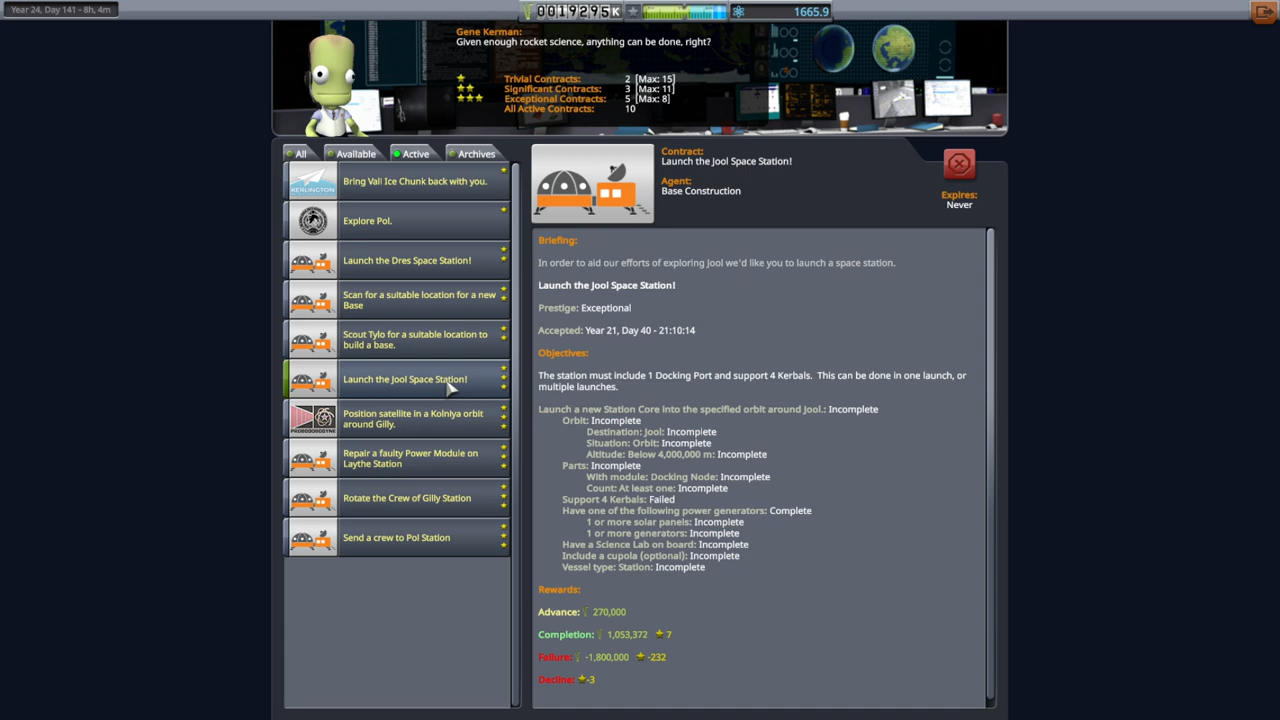 Year 24, Day 141 - 8h, 4m
0019295K
1665.9
Gene Kerman:
Given enough rocket science, anything can be done, right?
Trivial Contracts: 2 [Max: 15]
Significant Contracts: 3 [Max: 11]
Exceptional Contracts: 5 [Max: 8]
All Active Contracts: 10
All
Available
Active
Archives
KERLINGTON
Bring Vall Ice Chunk back with you.
Explore Pol.
Launch the Dres Space Station!
Scan for a suitable location for a new
Base
Scout Tylo for a suitable location to
build a base.
Launch the Jool Space Station!
PROBODOBODYNE
Position satellite in a Kolniya orbit
around Gilly.
Repair a faulty Power Module on
Laythe Station
Rotate the Crew of Gilly Station
Send a crew to Pol Station
Contract:
Launch the Jool Space Station!
Agent:
Base Construction
Expires:
Never
Briefing:
In order to aid our efforts of exploring Jool we'd like you to launch a space station.
Launch the Jool Space Station!
Prestige: Exceptional
Accepted: Year 21, Day 40 - 21:10:14
Objectives:
The station must include 1 Docking Port and support 4 Kerbals. This can be done in one launch, or
multiple launches.
Launch a new Station Core into the specified orbit around Jool.: Incomplete
Orbit: Incomplete
Destination: Jool: Incomplete
Situation: Orbit: Incomplete
Altitude: Below 4,000,000 m: Incomplete
Parts: Incomplete
With module: Docking Node: Incomplete
Count: At least one: Incomplete
Support 4 Kerbals: Failed
Have one of the following power generators: Complete
1 or more solar panels: Incomplete
1 or more generators: Incomplete
Have a Science Lab on board: Incomplete
Include a cupola (optional): Incomplete
Vessel type: Station: Incomplete
Rewards:
Advance: 270,000
Completion: 1,053,372 7
Failure: -1,800,000 -232
Decline: -3